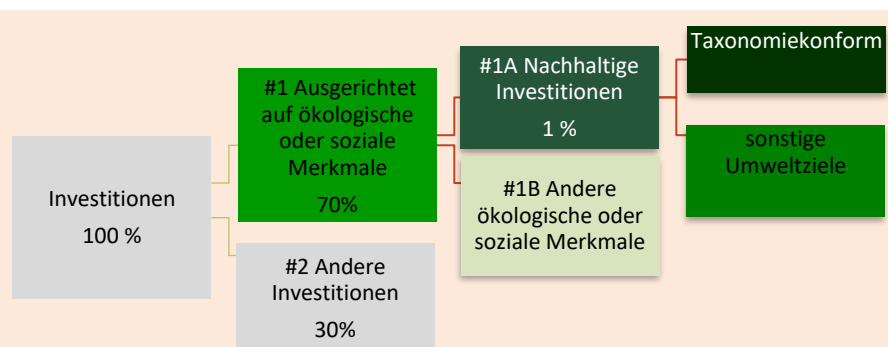 Investitionen
100 %
#1 Ausgerichtet
auf ökologische
oder soziale
Merkmale
70%
#2 Andere
Investitionen
30%
#1A Nachhaltige
Investitionen
1 %
#1B Andere
ökologische oder
soziale Merkmale
Taxonomiekonform
sonstige
Umweltziele